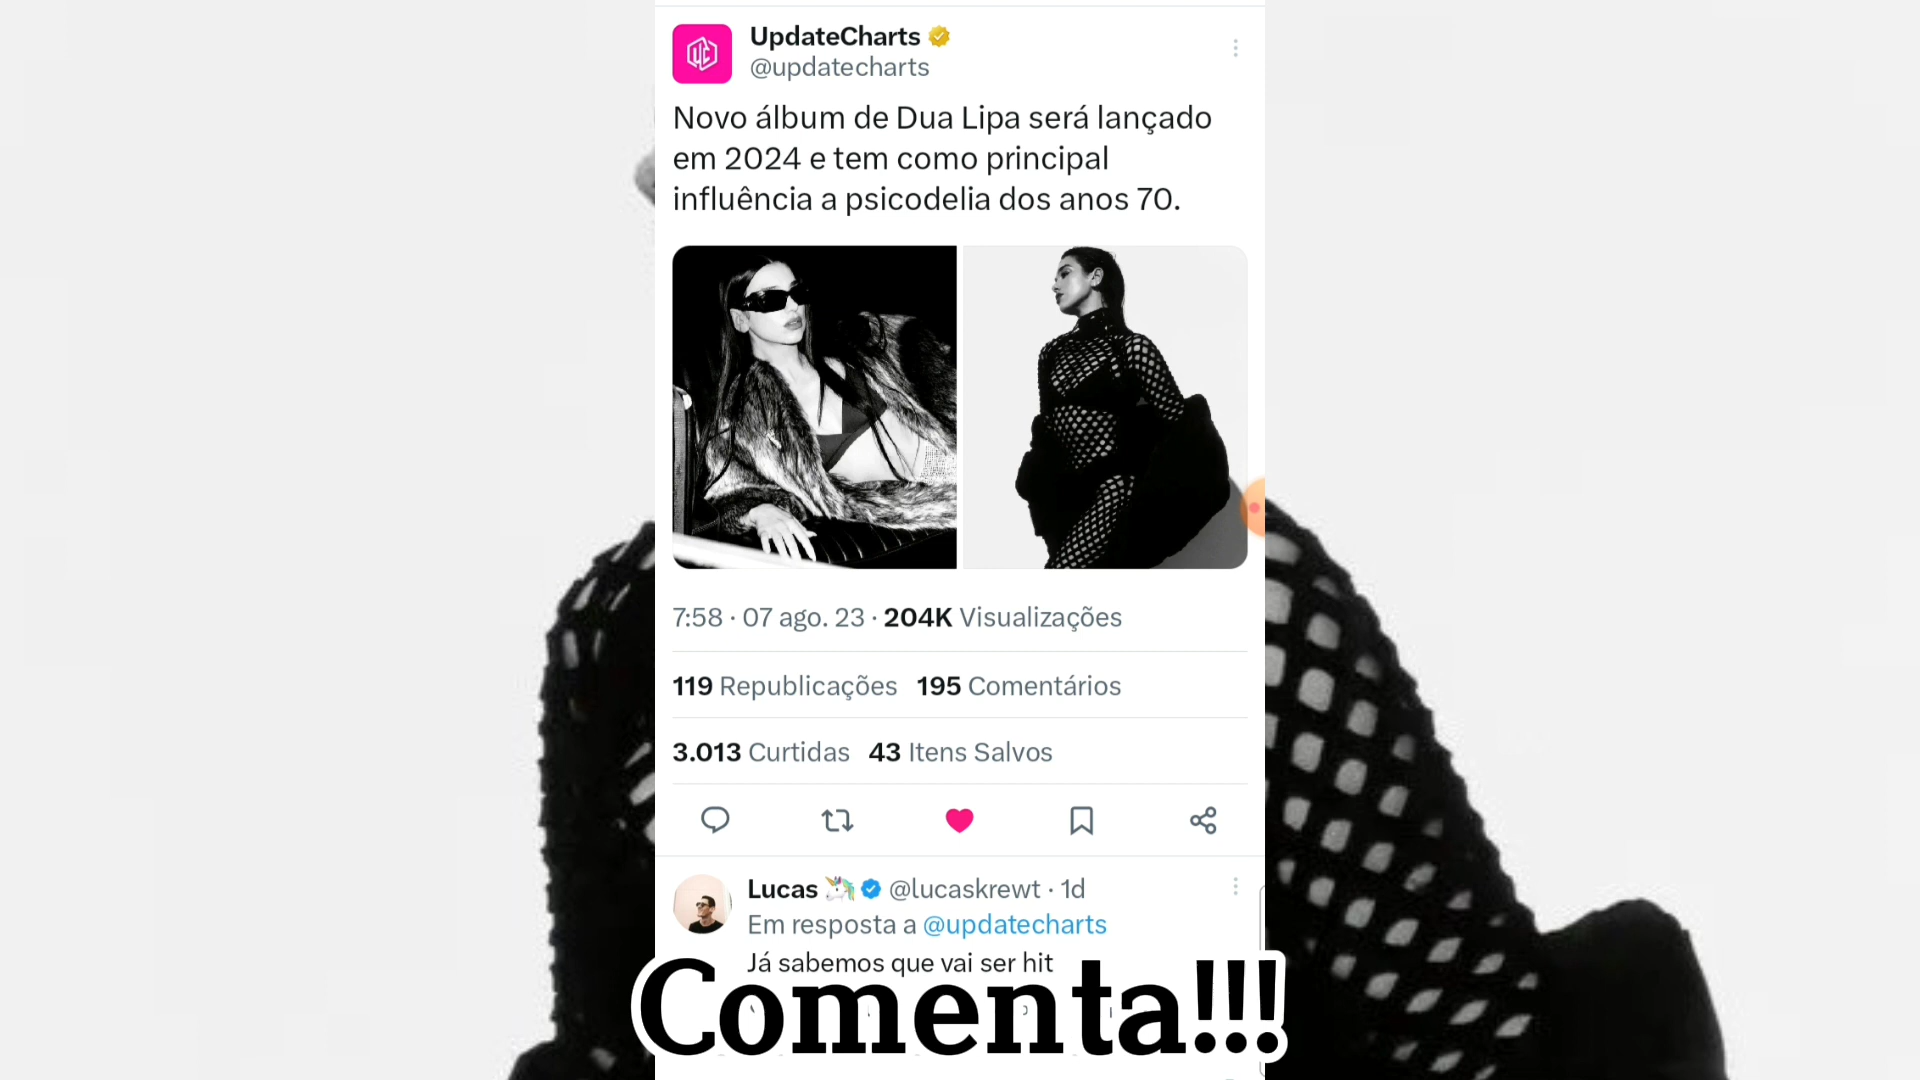 UpdateCharts
@updatecharts
Novo álbum de Dua Lipa será lançado
em 2024 e tem como principal
influência a psicodelia dos anos 70.
7:58 · 07 ago. 23 · 204K Visualizações
119 Republicações 195 Comentários
3.013 Curtidas 43 Itens Salvos
Lucas 🦄 @lucaskrewt · 1d
Em resposta a @updatecharts
Já sabemos que vai ser hit
Comenta!!!